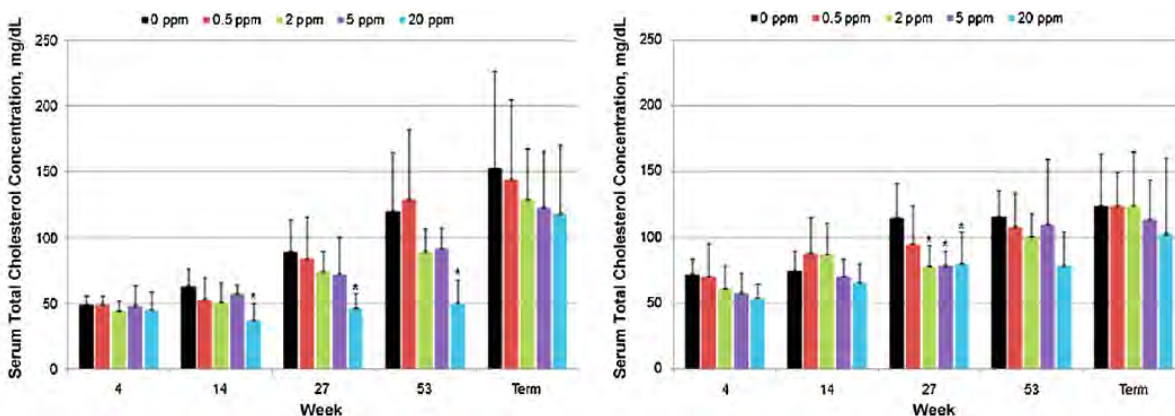 0 ppm 0.5 ppm 2 ppm 5 ppm 20 ppm
Serum Total Cholesterol Concentration, mg/dL
250
200
150
100
50
0
* * *
4 14 27 53 Term
Week
0 ppm 0.5 ppm 2 ppm 5 ppm 20 ppm
Serum Total Cholesterol Concentration, mg/dL
250
200
150
100
50
0
* * *
4 14 27 53 Term
Week